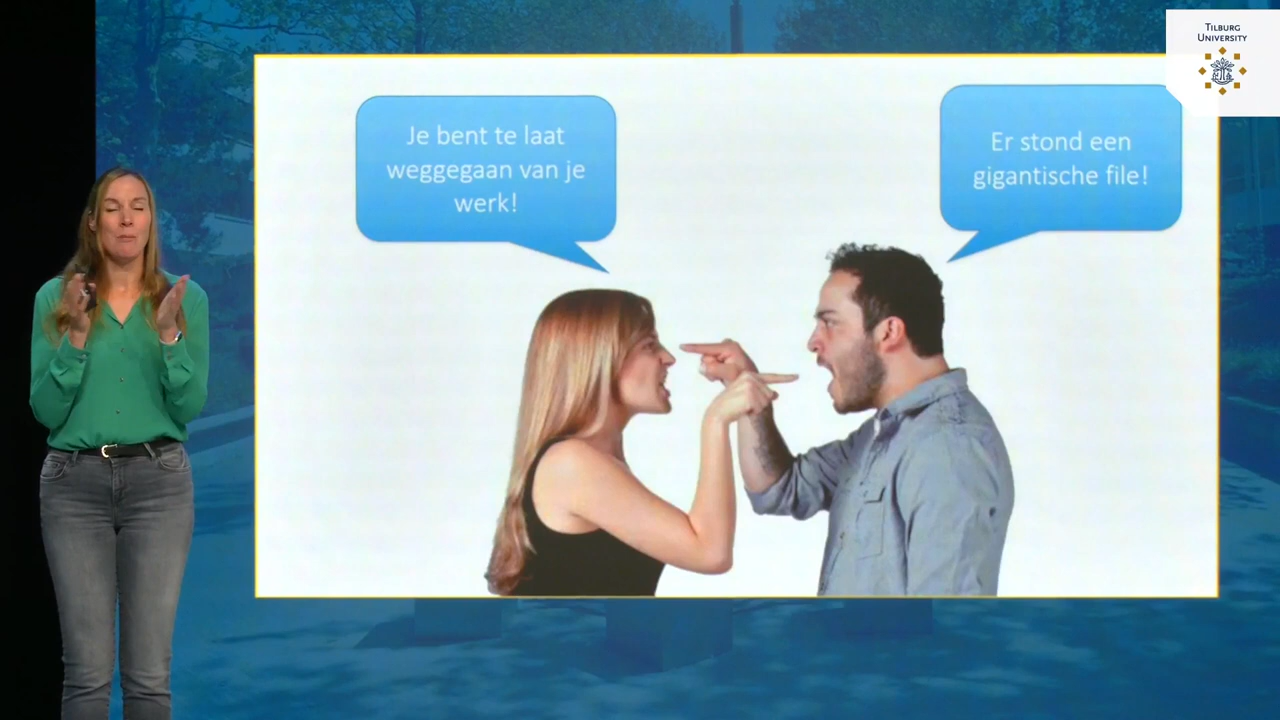 Je bent te laat
weggegaan van je
werk!
Er stond een
gigantische file!
TILBURG
UNIVERSITY